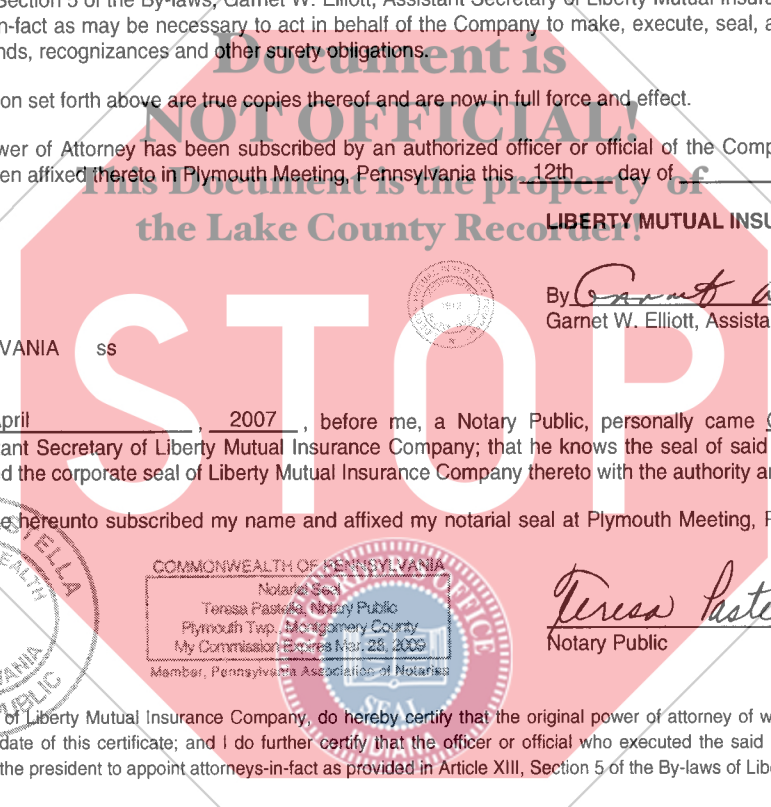 Section 5 of the By-laws, Garnet W. Elliott, Assistant Secretary of Liberty Mutual Insura
n-fact as may be necessary to act in behalf of the Company to make, execute, seal, a
nds, recognizances and other surety obligations.
Document is
on set forth above are true copies thereof and are now in full force and effect.
NOT OFFICIAL!
wer of Attorney has been subscribed by an authorized officer or official of the Comp
en affixed thereto in Plymouth Meeting, Pennsylvania this 12th day of
This Document is the property of
the Lake County Recorder!
LIBERTY MUTUAL INSU
By Garnet W.
Garnet W. Elliott, Assista
VANIA ss
STOP
April , 2007 , before me, a Notary Public, personally came
tant Secretary of Liberty Mutual Insurance Company; that he knows the seal of said
d the corporate seal of Liberty Mutual Insurance Company thereto with the authority a
e hereunto subscribed my name and affixed my notarial seal at Plymouth Meeting, P
COMMONWEALTH OF PENNSYLVANIA
Notarial Seal
Teresa Pastella, Notary Public
Plymouth Twp., Montgomery County
My Commission Expires Mar. 28, 2009
Member, Pennsylvania Association of Notaries
Teresa Paste
Notary Public
SEAL
of Liberty Mutual Insurance Company, do hereby certify that the original power of attorney of w
date of this certificate; and I do further certify that the officer or official who executed the said
the president to appoint attorneys-in-fact as provided in Article XIII, Section 5 of the By-laws of Lib